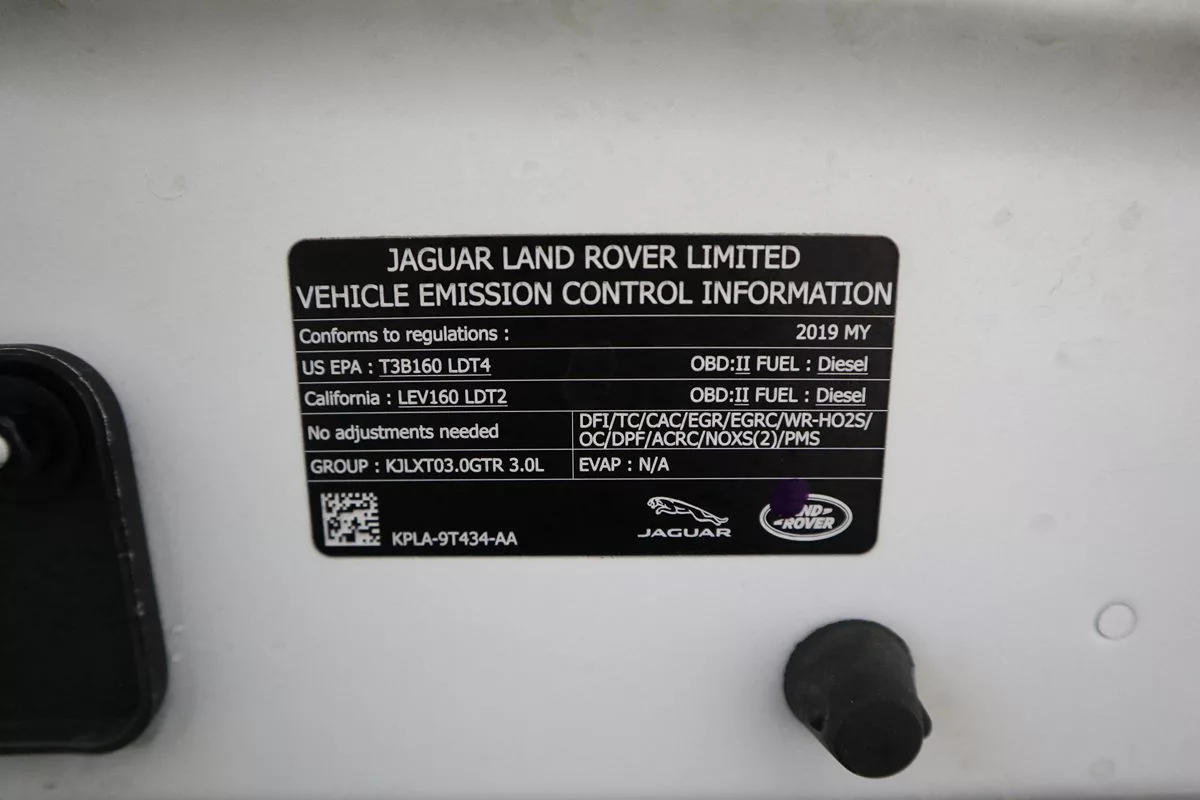 JAGUAR LAND ROVER LIMITED
VEHICLE EMISSION CONTROL INFORMATION
Conforms to regulations : 2019 MY
US EPA : T3B160 LDT4 OBD:II FUEL : Diesel
California : LEV160 LDT2 OBD:II FUEL : Diesel
No adjustments needed
DFI/TC/CAC/EGR/EGRC/WR-HO2S/
OC/DPF/ACRC/NOXS(2)/PMS
GROUP : KJLXT03.0GTR 3.0L EVAP : N/A
KPLA-9T434-AA
JAGUAR
ROVER